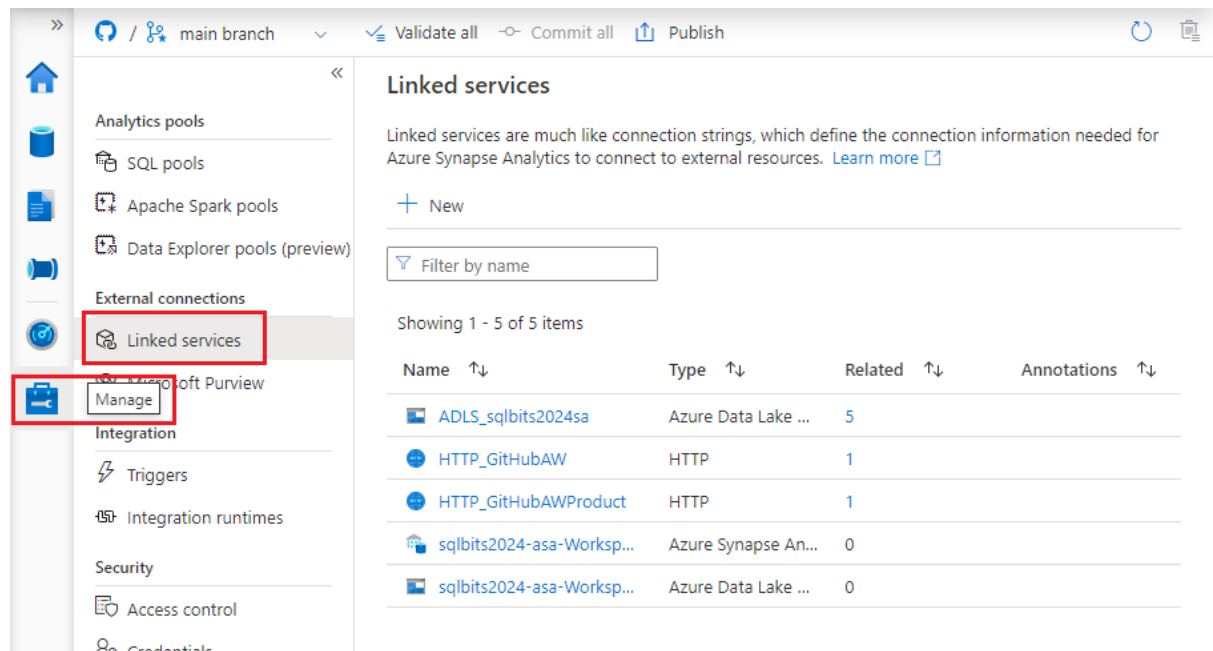 » / main branch Validate all Commit all Publish
«
Analytics pools
SQL pools
Apache Spark pools
Data Explorer pools (preview)
External connections
Linked services
Microsoft Purview
Manage
Integration
Triggers
Integration runtimes
Security
Access control
Credentials
Linked services
Linked services are much like connection strings, which define the connection information needed for
Azure Synapse Analytics to connect to external resources. Learn more
New
Filter by name
Showing 1 - 5 of 5 items
Name Type Related Annotations
ADLS_sqlbits2024sa Azure Data Lake ... 5
HTTP_GitHubAW HTTP 1
HTTP_GitHubAWProduct HTTP 1
sqlbits2024-asa-Worksp... Azure Synapse An... 0
sqlbits2024-asa-Worksp... Azure Data Lake ... 0